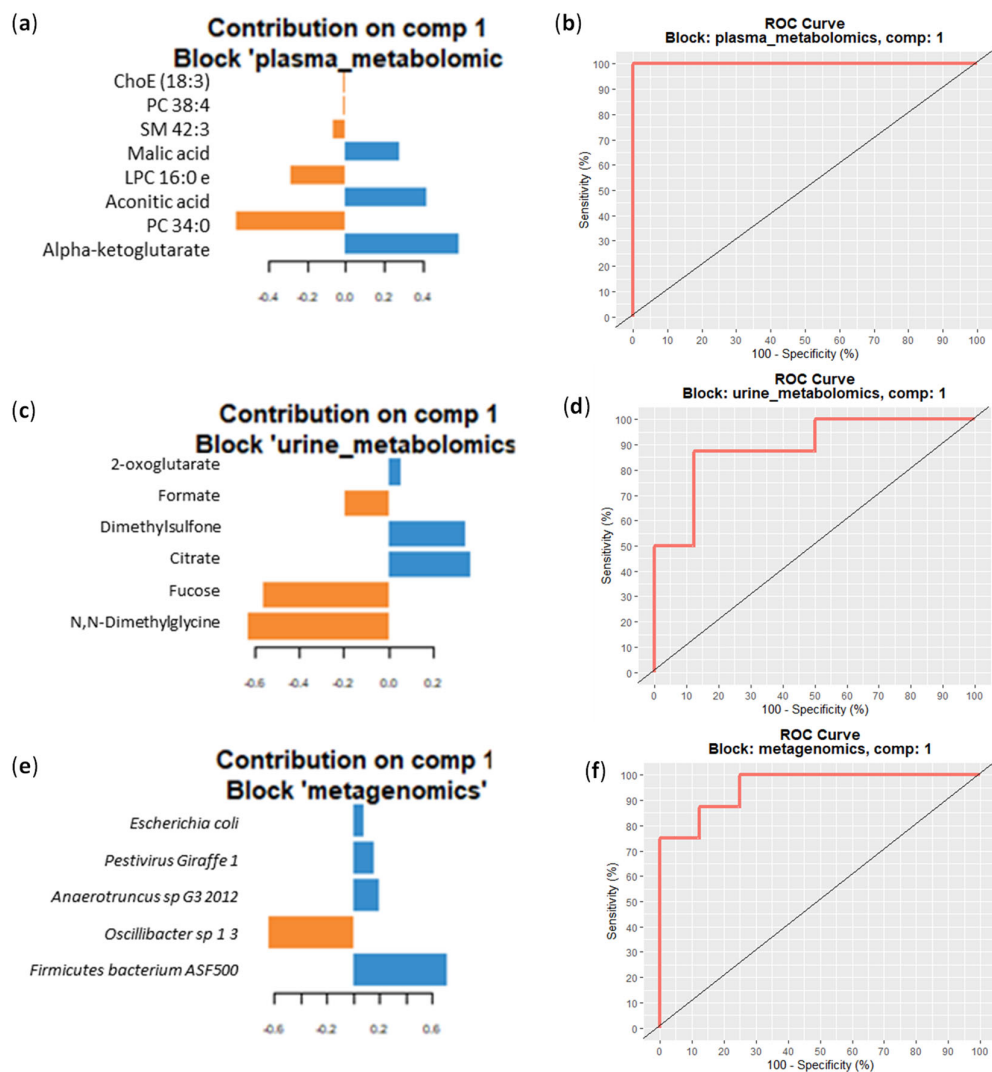 (a)
Contribution on comp 1
Block 'plasma_metabolomic
ChoE (18:3)
PC 38:4
SM 42:3
Malic acid
LPC 16:0 e
Aconitic acid
PC 34:0
Alpha-ketoglutarate
-0.4 -0.2 0.0 0.2 0.4
(b)
ROC Curve
Block: plasma_metabolomics, comp: 1
100
90
80
70
60
50
40
30
20
10
0
Sensitivity (%)
0 10 20 30 35 40 50 60 70 80 90 100
100 - Specificity (%)
(c)
Contribution on comp 1
Block 'urine_metabolomics
2-oxoglutarate
Formate
Dimethylsulfone
Citrate
Fucose
N,N-Dimethylglycine
-0.6 -0.4 -0.2 0.0 0.2
(d)
ROC Curve
Block: urine_metabolomics, comp: 1
100
90
80
70
60
50
40
30
20
10
0
Sensitivity (%)
0 10 20 30 40 50 60 70 80 90 100
100 - Specificity (%)
(e)
Contribution on comp 1
Block 'metagenomics'
Escherichia coli
Pestivirus Giraffe 1
Anaerotruncus sp G3 2012
Oscillibacter sp 1 3
Firmicutes bacterium ASF500
-0.6 -0.2 0.2 0.6
(f)
ROC Curve
Block: metagenomics, comp: 1
100
90
80
70
60
50
40
30
20
10
0
Sensitivity (%)
0 10 20 30 40 50 60 70 80 90 100
100 - Specificity (%)